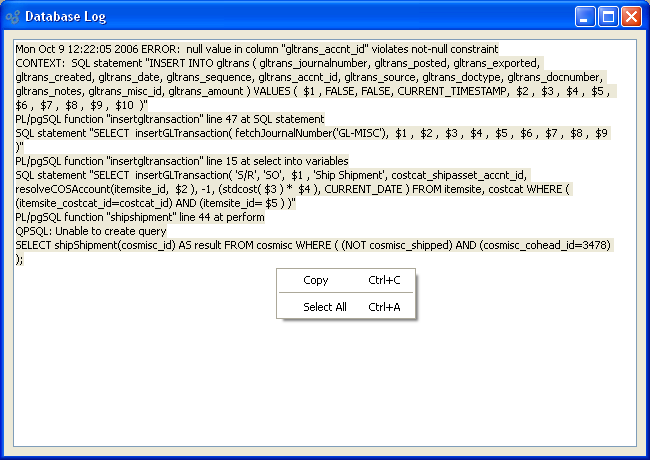 Database Log
Mon Oct 9 12:22:05 2006 ERROR:  null value in column "gltrans_accnt_id" violates not-null constraint
CONTEXT:  SQL statement "INSERT INTO gltrans ( gltrans_journalnumber, gltrans_posted, gltrans_exported,
gltrans_created, gltrans_date, gltrans_sequence, gltrans_accnt_id, gltrans_source, gltrans_doctype, gltrans_docnumber,
gltrans_notes, gltrans_misc_id, gltrans_amount ) VALUES (  $1 , FALSE, FALSE, CURRENT_TIMESTAMP,  $2 ,  $3 ,  $4 ,  $5 ,
$6 ,  $7 ,  $8 ,  $9 ,  $10  )"
PL/pgSQL function "insertgltransaction" line 47 at SQL statement
SQL statement "SELECT  insertGLTransaction( fetchJournalNumber('GL-MISC'),  $1 ,  $2 ,  $3 ,  $4 ,  $5 ,  $6 ,  $7 ,  $8 ,  $9
)"
PL/pgSQL function "insertgltransaction" line 15 at select into variables
SQL statement "SELECT  insertGLTransaction( 'S/R', 'SO',  $1 , 'Ship Shipment', costcat_shipasset_accnt_id,
resolveCOSAccount(itemsite_id,  $2 ), -1, (stdcost( $3 ) *  $4 ), CURRENT_DATE ) FROM itemsite, costcat WHERE (
(itemsite_costcat_id=costcat_id) AND (itemsite_id= $5 ) )"
PL/pgSQL function "shipshipment" line 44 at perform
QPSQL: Unable to create query
SELECT shipShipment(cosmisc_id) AS result FROM cosmisc WHERE ( (NOT cosmisc_shipped) AND (cosmisc_cohead_id=3478)
);
Copy Ctrl+C
Select All Ctrl+A